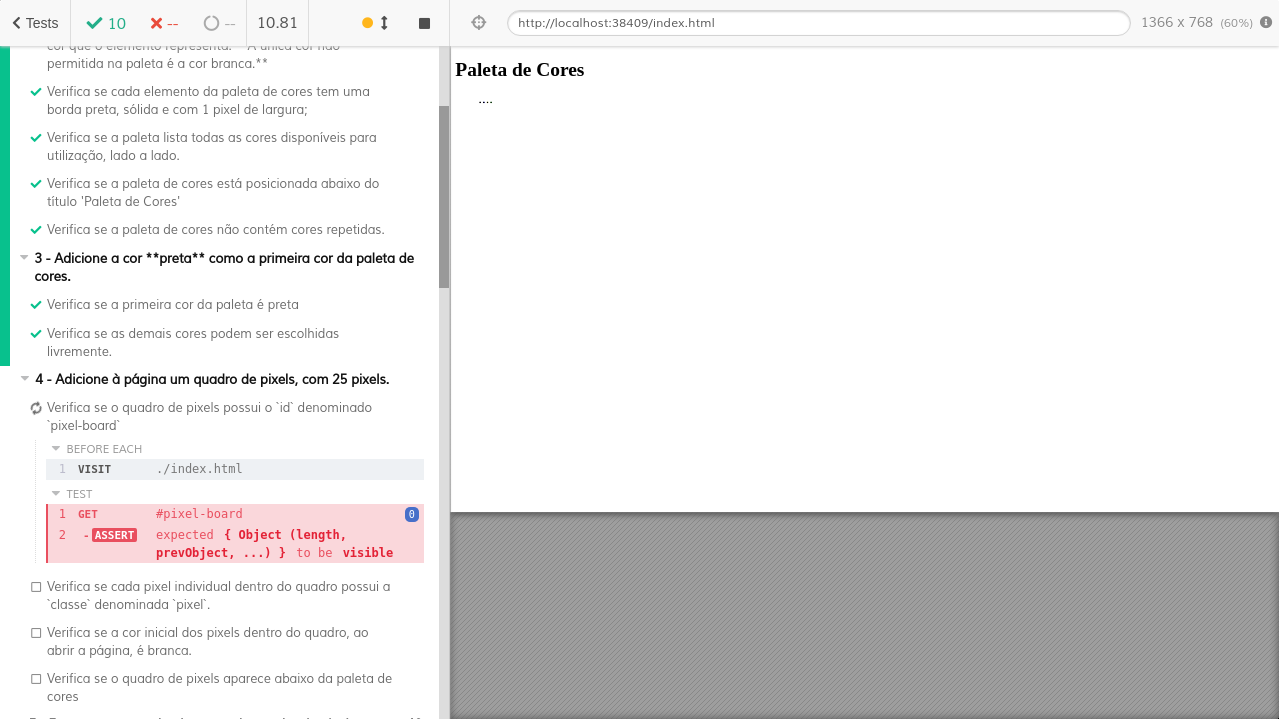 Tests
10
--
--
10.81
http://localhost:38409/index.html
1366 x 768 (60%)
cor que o elemento representa. **A única cor não
permitida na paleta é a cor branca.**
Verifica se cada elemento da paleta de cores tem uma
borda preta, sólida e com 1 pixel de largura;
Verifica se a paleta lista todas as cores disponíveis para
utilização, lado a lado.
Verifica se a paleta de cores está posicionada abaixo do
título 'Paleta de Cores'
Verifica se a paleta de cores não contém cores repetidas.
3 - Adicione a cor **preta** como a primeira cor da paleta de
cores.
Verifica se a primeira cor da paleta é preta
Verifica se as demais cores podem ser escolhidas
livremente.
4 - Adicione à página um quadro de pixels, com 25 pixels.
Verifica se o quadro de pixels possui o `id` denominado
`pixel-board`
BEFORE EACH
1 VISIT ./index.html
TEST
1 GET #pixel-board 0
2 -ASSERT expected { Object (length,
prevObject, ...) } to be visible
Verifica se cada pixel individual dentro do quadro possui a
`classe` denominada `pixel`.
Verifica se a cor inicial dos pixels dentro do quadro, ao
abrir a página, é branca.
Verifica se o quadro de pixels aparece abaixo da paleta de
cores
Paleta de Cores
....